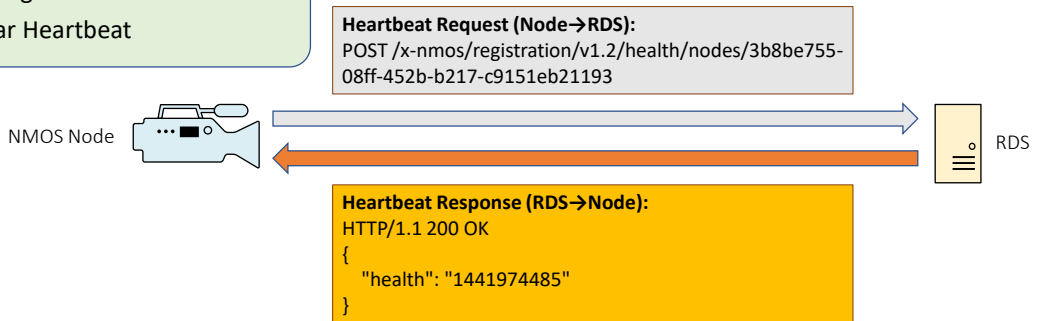 ar Heartbeat
Heartbeat Request (Node→RDS):
POST /x-nmos/registration/v1.2/health/nodes/3b8be755-
08ff-452b-b217-c9151eb21193
NMOS Node
RDS
Heartbeat Response (RDS→Node):
HTTP/1.1 200 OK
{
"health": "1441974485"
}